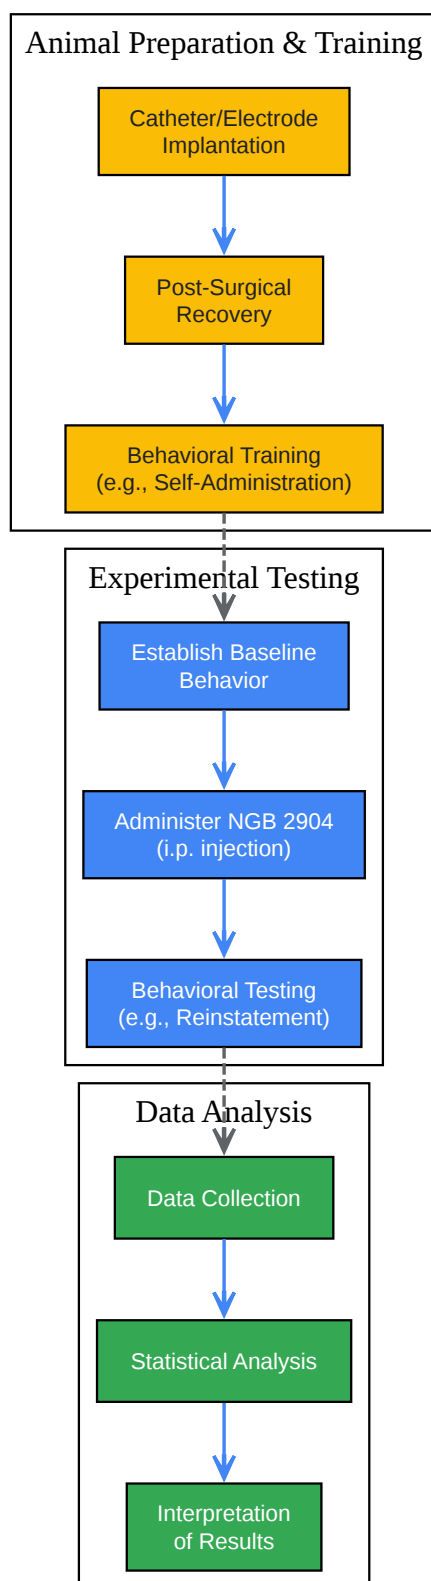 Animal Preparation & Training
Catheter/Electrode
Implantation
Post-Surgical
Recovery
Behavioral Training
(e.g., Self-Administration)
Experimental Testing
Establish Baseline
Behavior
Administer NGB 2904
(i.p. injection)
Behavioral Testing
(e.g., Reinstatement)
Data Analysis
Data Collection
Statistical Analysis
Interpretation
of Results